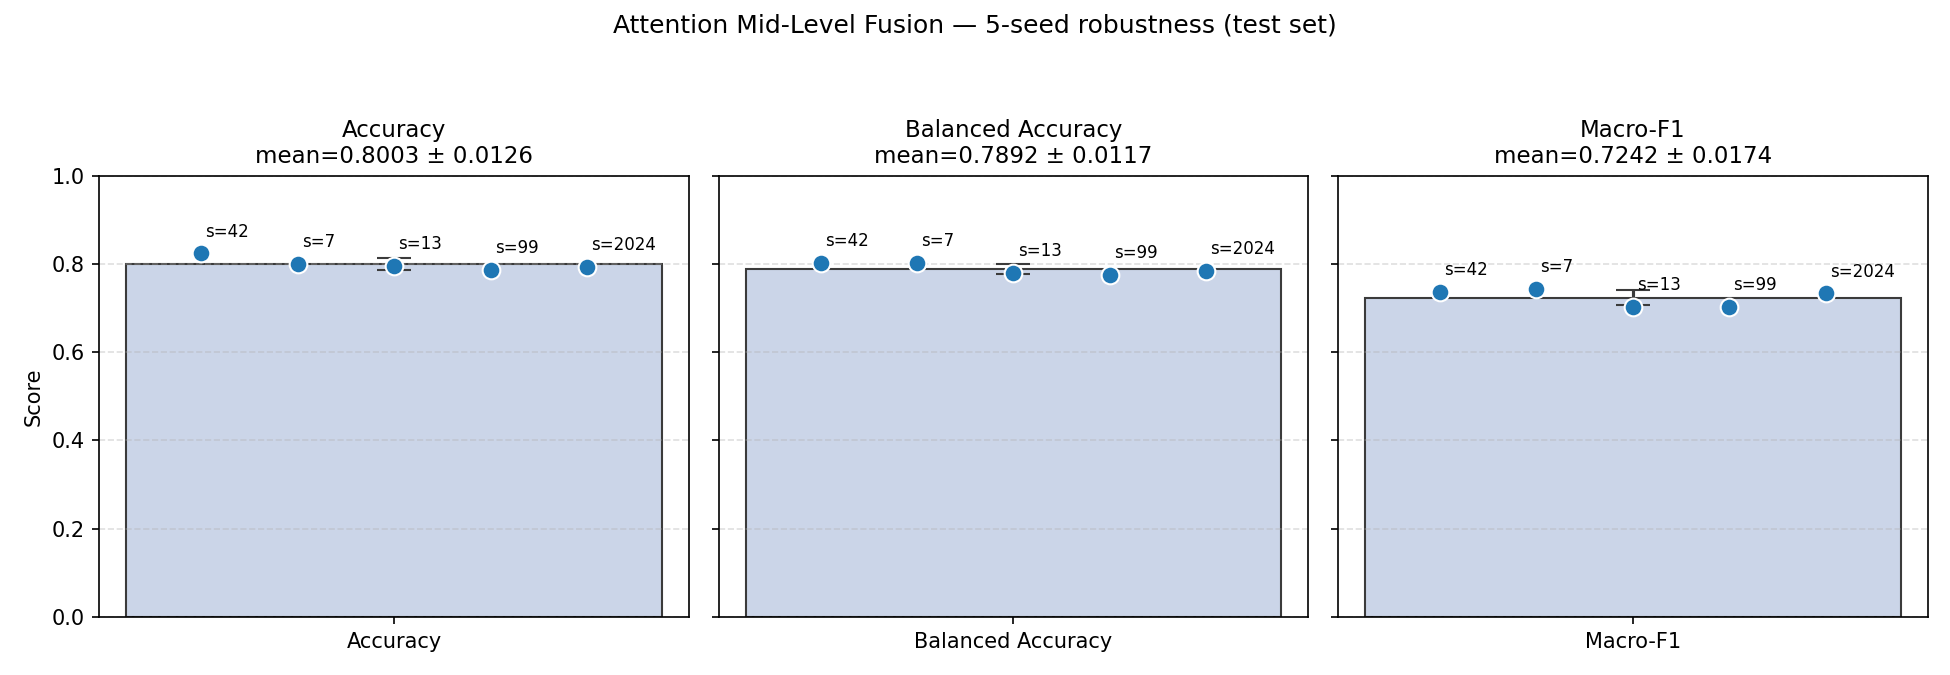 Attention Mid-Level Fusion — 5-seed robustness (test set)
Accuracy
mean=0.8003 ± 0.0126
Balanced Accuracy
mean=0.7892 ± 0.0117
Macro-F1
mean=0.7242 ± 0.0174
Score
1.0
0.8
0.6
0.4
0.2
0.0
s=42
s=7
s=13
s=99
s=2024
Accuracy
s=42
s=7
s=13
s=99
s=2024
Balanced Accuracy
s=42
s=7
s=13
s=99
s=2024
Macro-F1